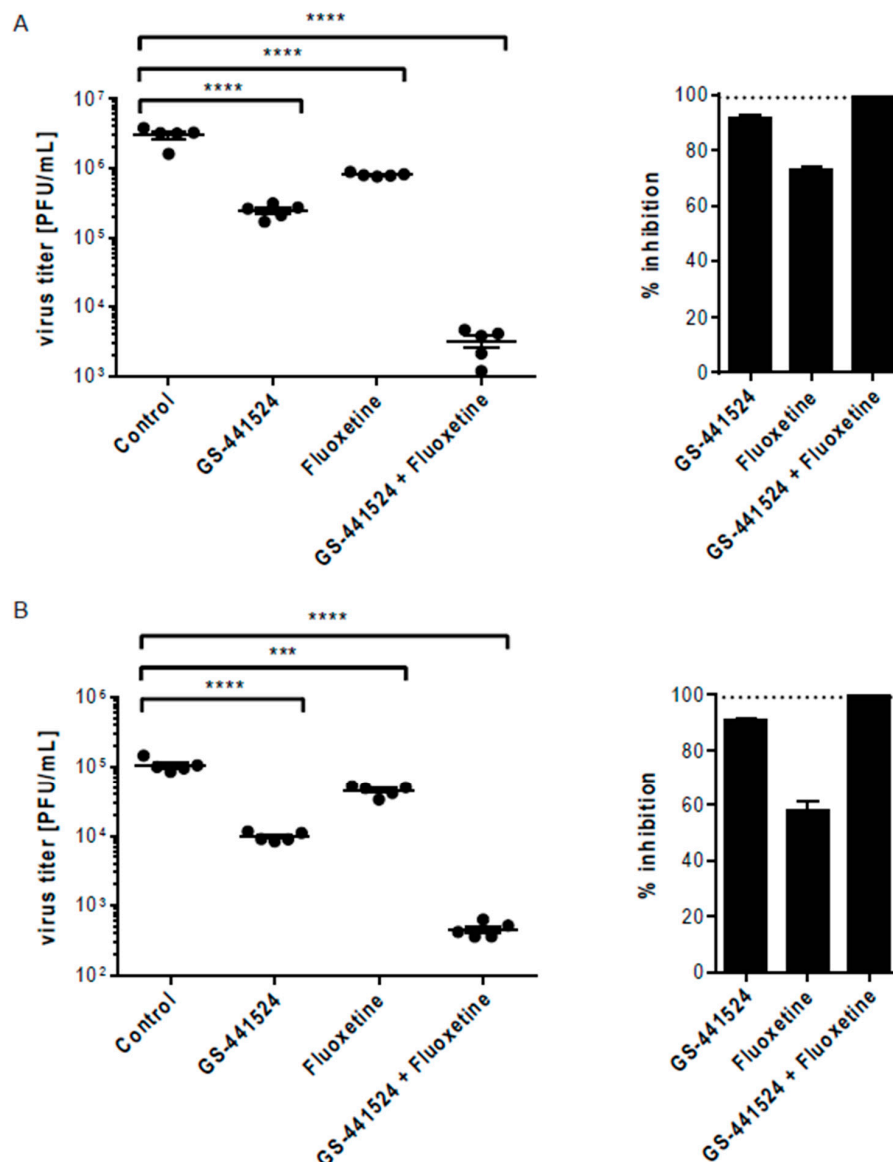 A
****
****
****
virus titer [PFU/mL]
10⁷
10⁶
10⁵
10⁴
10³
Control
GS-441524
Fluoxetine
GS-441524 + Fluoxetine
% inhibition
100
80
60
40
20
0
GS-441524
Fluoxetine
GS-441524 + Fluoxetine
B
****
***
****
virus titer [PFU/mL]
10⁶
10⁵
10⁴
10³
10²
Control
GS-441524
Fluoxetine
GS-441524 + Fluoxetine
% inhibition
100
80
60
40
20
0
GS-441524
Fluoxetine
GS-441524 + Fluoxetine